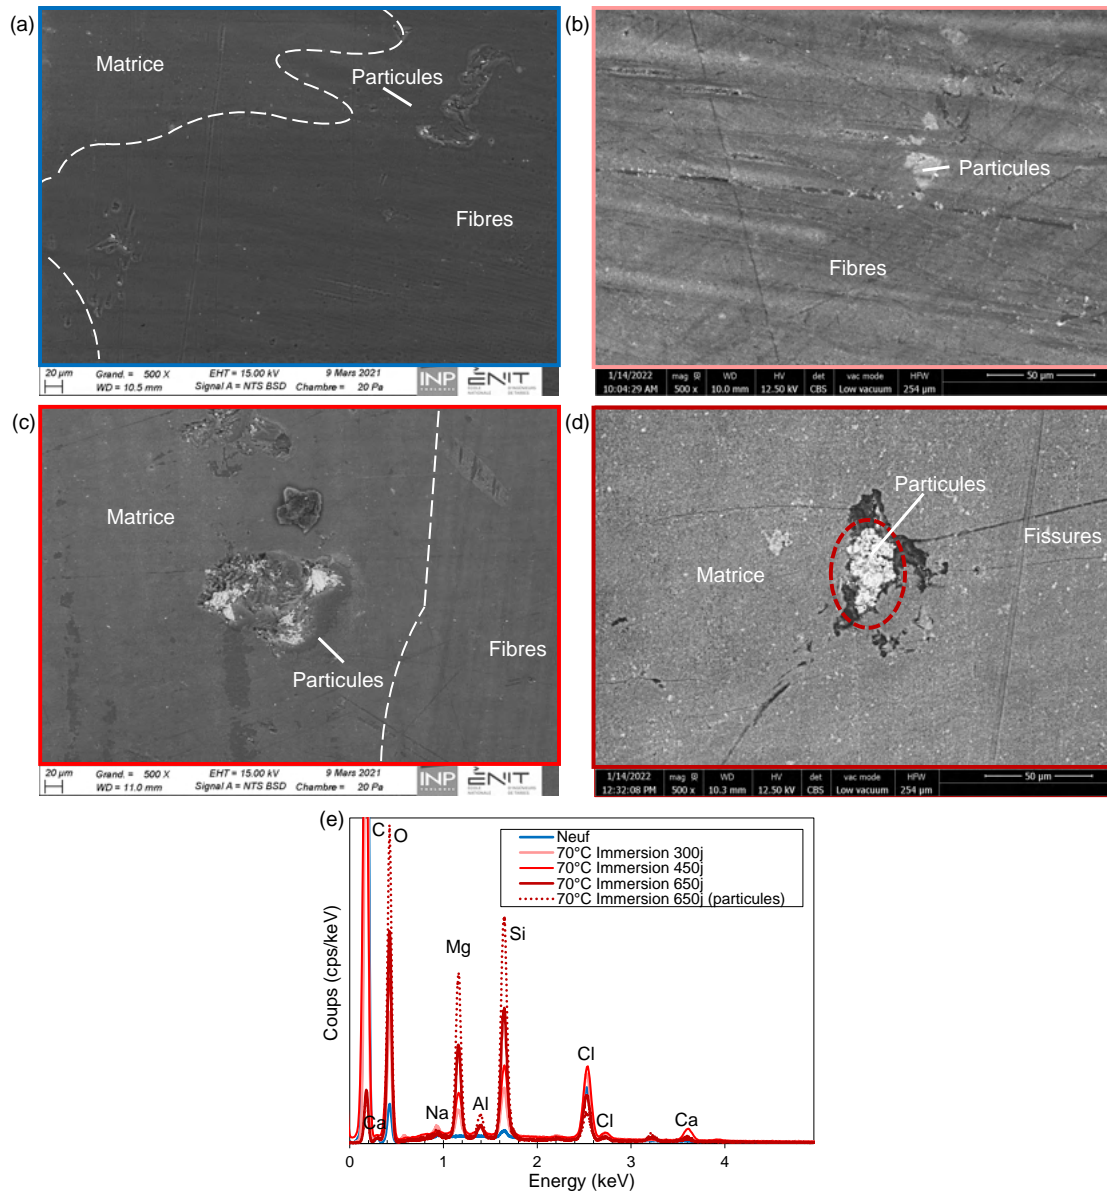 (a)
Matrice
Particules
Fibres
20 µm
Grand. = 500 X
WD = 10.5 mm
EHT = 15.00 kV
Signal A = NTS BSD
9 Mars 2021
Chambre = 20 Pa
INP
ENIT
(b)
Particules
Fibres
1/14/2022
10:04:29 AM
mag
500 x
WD
10.0 mm
HV
12.50 kV
det
CBS
vac mode
Low vacuum
HFW
254 µm
50 µm
(c)
Matrice
Particules
Fibres
20 µm
Grand. = 500 X
WD = 11.0 mm
EHT = 15.00 kV
Signal A = NTS BSD
9 Mars 2021
Chambre = 20 Pa
INP
ENIT
(d)
Particules
Fissures
Matrice
1/14/2022
12:32:08 PM
mag
500 x
WD
10.3 mm
HV
12.50 kV
det
CBS
vac mode
Low vacuum
HFW
254 µm
50 µm
(e)
Neuf
70°C Immersion 300j
70°C Immersion 450j
70°C Immersion 650j
70°C Immersion 650j (particules)
C
O
Ca
Na
Mg
Al
Si
Cl
Cl
Ca
Coups (cps/keV)
0
1
2
3
4
Energy (keV)